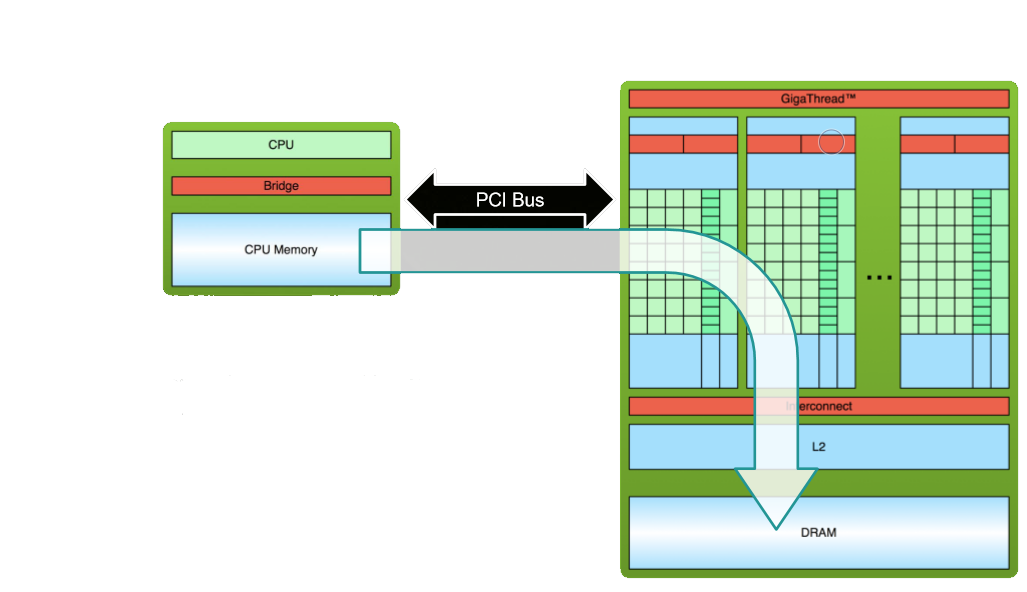 GigaThread™
CPU
Bridge
PCI Bus
CPU Memory
...
Interconnect
L2
DRAM